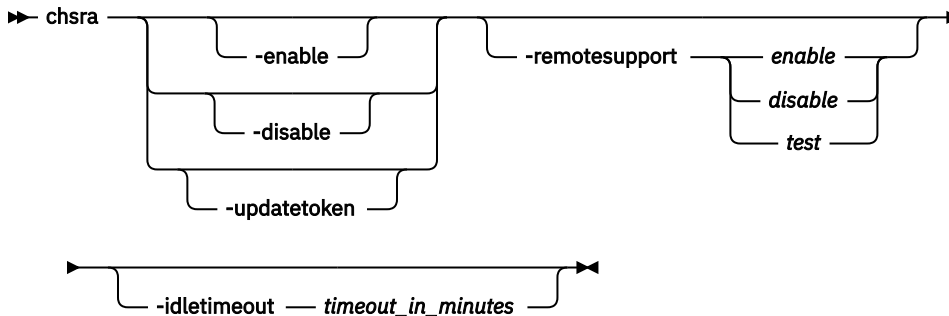 chsra
-enable
-remotesupport enable
-disable
disable
test
-updatetoken
-idletimeout timeout_in_minutes